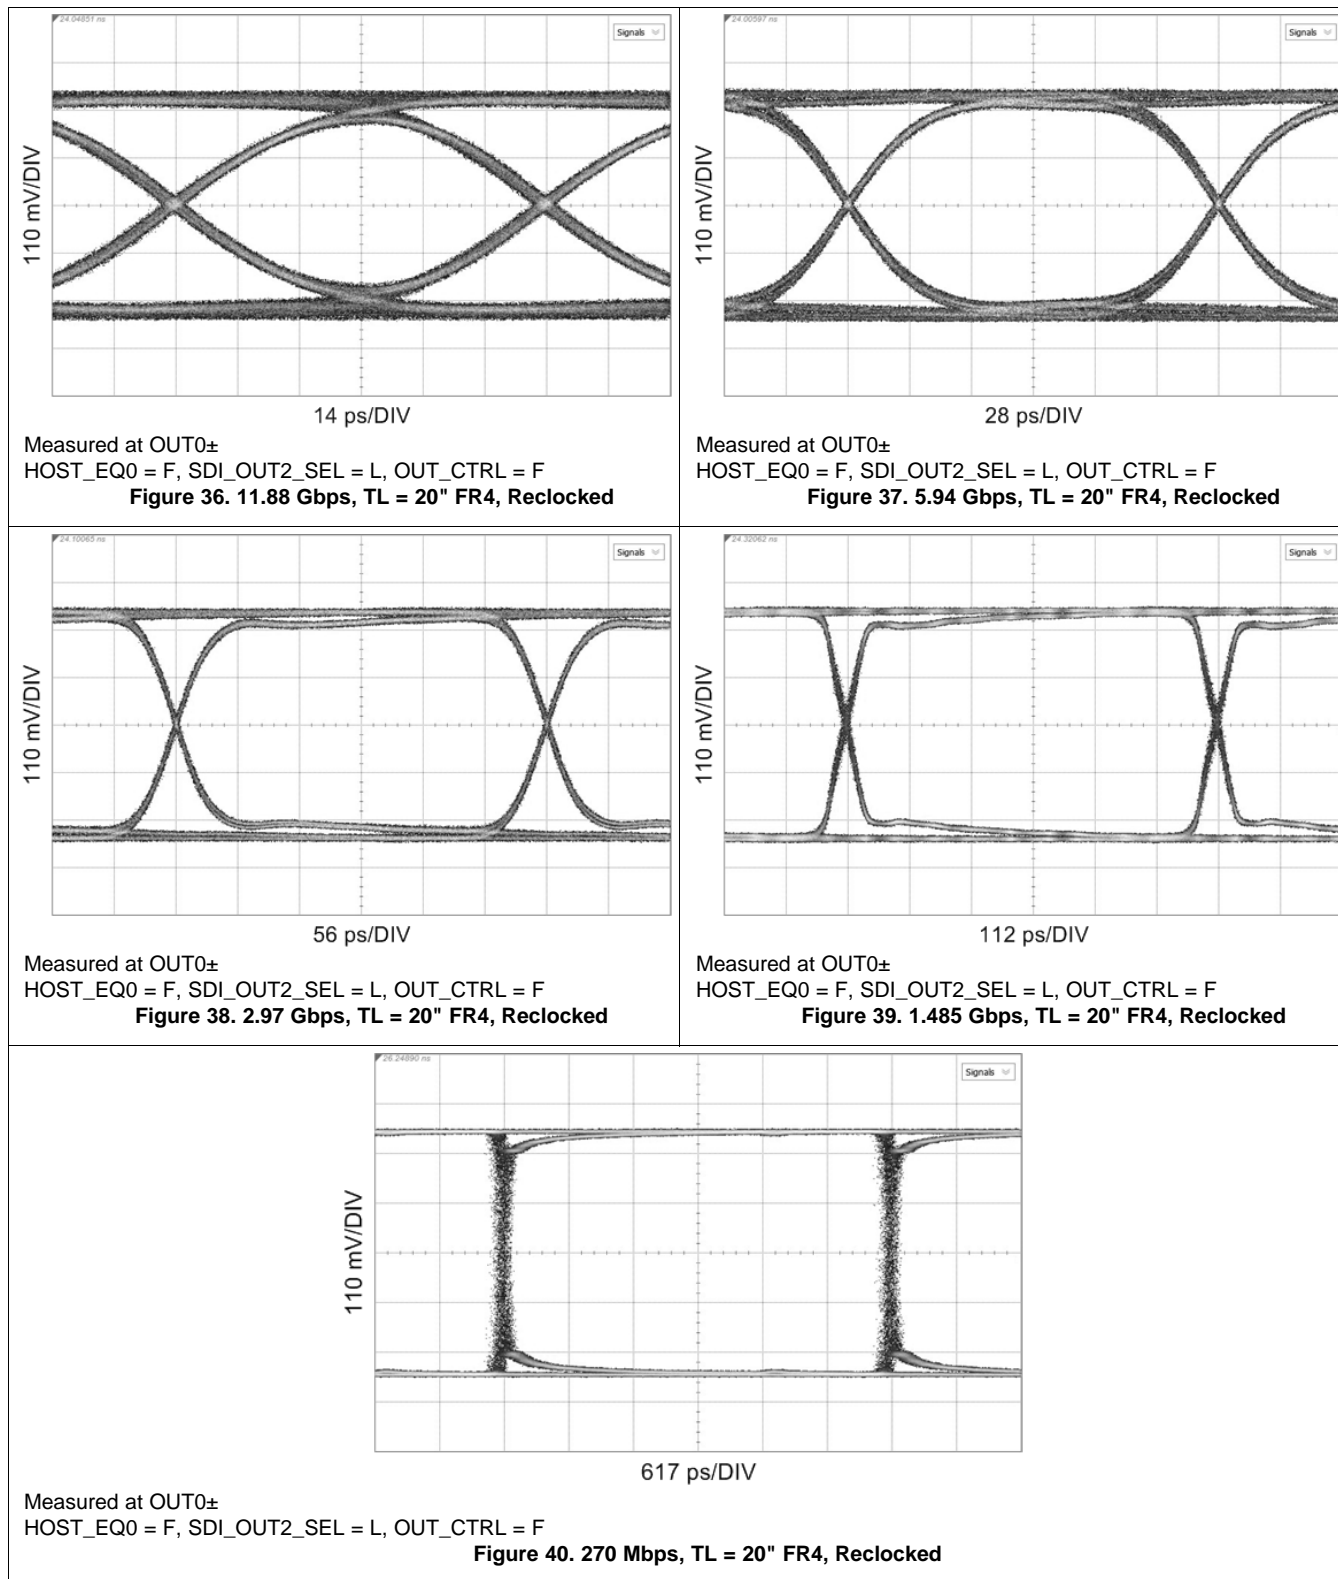 24.04851 ns
Signals
110 mV/DIV
14 ps/DIV
Measured at OUT0±
HOST_EQ0 = F, SDI_OUT2_SEL = L, OUT_CTRL = F
Figure 36. 11.88 Gbps, TL = 20" FR4, Reclocked
24.00597 ns
Signals
110 mV/DIV
28 ps/DIV
Measured at OUT0±
HOST_EQ0 = F, SDI_OUT2_SEL = L, OUT_CTRL = F
Figure 37. 5.94 Gbps, TL = 20" FR4, Reclocked
24.10065 ns
Signals
110 mV/DIV
56 ps/DIV
Measured at OUT0±
HOST_EQ0 = F, SDI_OUT2_SEL = L, OUT_CTRL = F
Figure 38. 2.97 Gbps, TL = 20" FR4, Reclocked
24.32062 ns
Signals
110 mV/DIV
112 ps/DIV
Measured at OUT0±
HOST_EQ0 = F, SDI_OUT2_SEL = L, OUT_CTRL = F
Figure 39. 1.485 Gbps, TL = 20" FR4, Reclocked
26.24890 ns
Signals
110 mV/DIV
617 ps/DIV
Measured at OUT0±
HOST_EQ0 = F, SDI_OUT2_SEL = L, OUT_CTRL = F
Figure 40. 270 Mbps, TL = 20" FR4, Reclocked